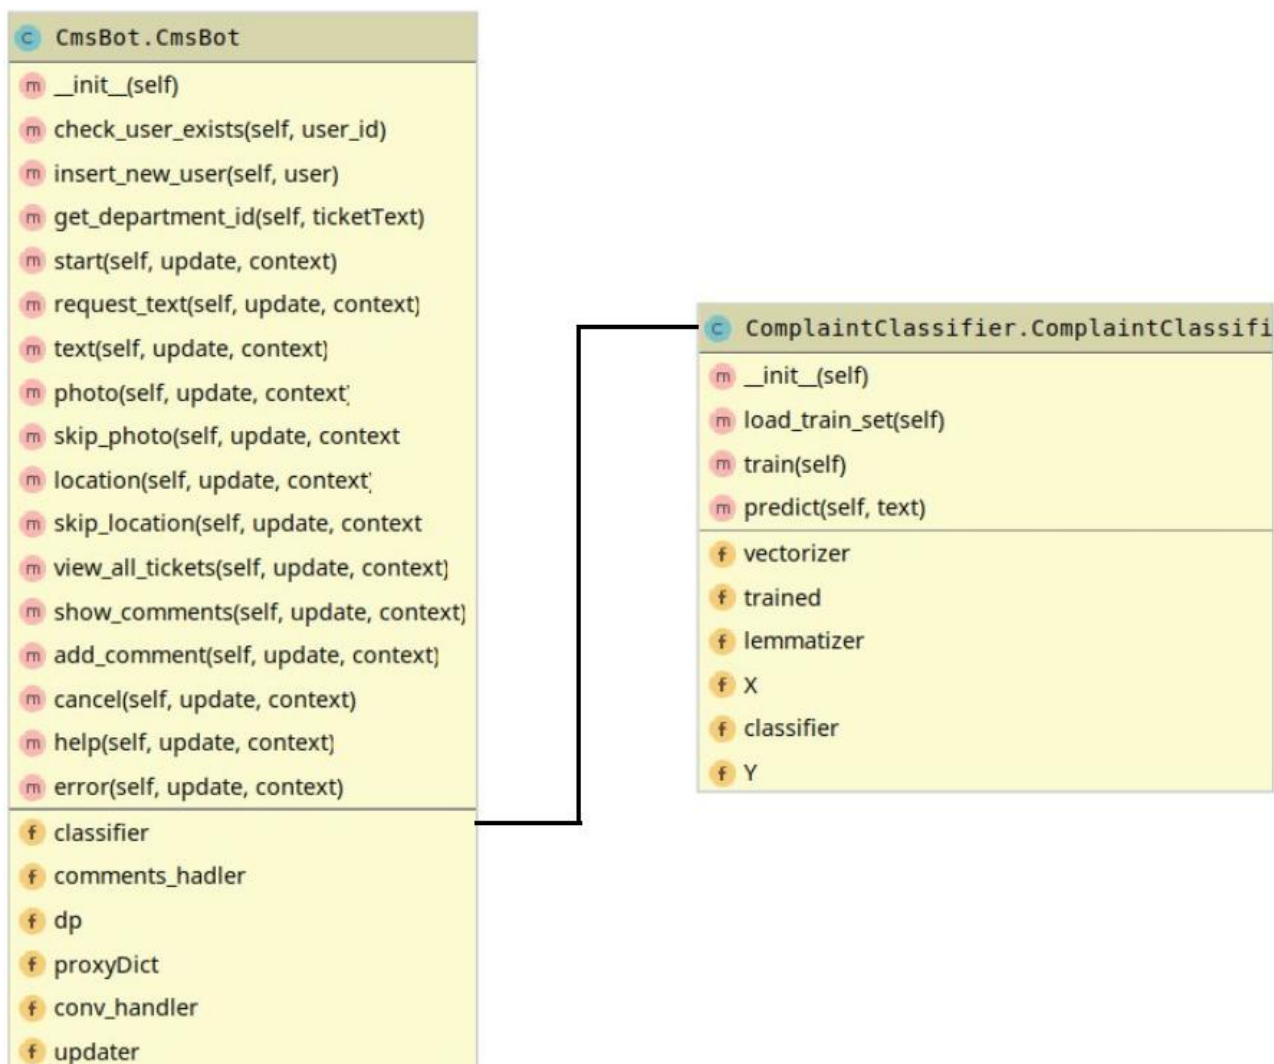 C CmsBot.CmsBot
m __init__(self)
m check_user_exists(self, user_id)
m insert_new_user(self, user)
m get_department_id(self, ticketText)
m start(self, update, context)
m request_text(self, update, context)
m text(self, update, context)
m photo(self, update, context)
m skip_photo(self, update, context
m location(self, update, context)
m skip_location(self, update, context
m view_all_tickets(self, update, context)
m show_comments(self, update, context)
m add_comment(self, update, context)
m cancel(self, update, context)
m help(self, update, context)
m error(self, update, context)
f classifier
f comments_hadler
f dp
f proxyDict
f conv_handler
f updater
C ComplaintClassifier.ComplaintClassifi
m __init__(self)
m load_train_set(self)
m train(self)
m predict(self, text)
f vectorizer
f trained
f lemmatizer
f X
f classifier
f Y